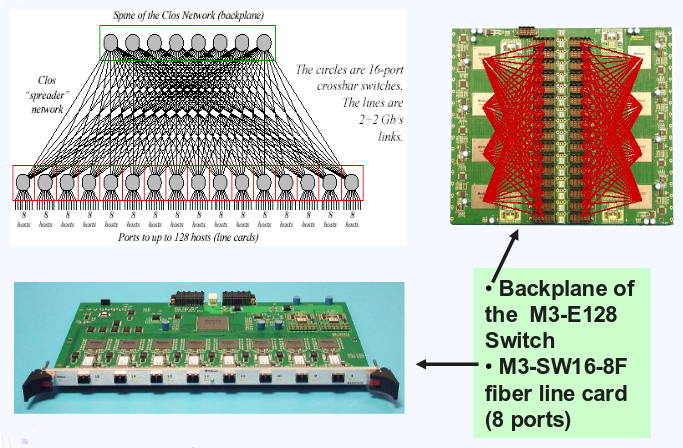 Spine of the Clos Network (backplane)
Clos
"spreader"
network
The circles are 16-port
crossbar switches.
The lines are
2+2 Gb/s
links.
8 8 8 8 8 8 8 8 8 8 8 8 8 8 8 8
hosts hosts hosts hosts hosts hosts hosts hosts hosts hosts hosts hosts hosts hosts hosts hosts
Ports to up to 128 hosts (line cards)
• Backplane of
the M3-E128
Switch
• M3-SW16-8F
fiber line card
(8 ports)